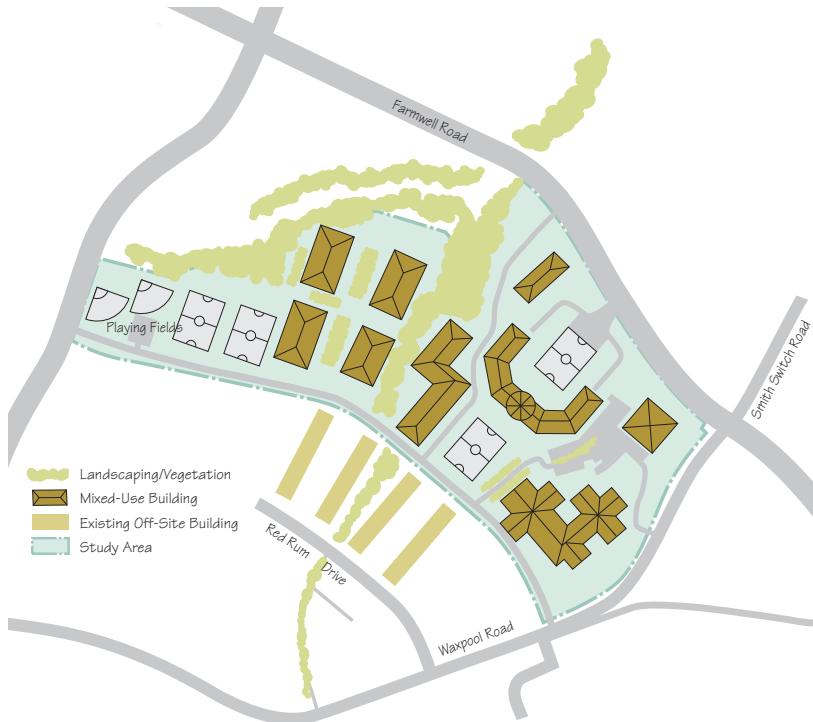 Farmwell Road
Smith Switch Road
Playing Fields
Landscaping/Vegetation
Mixed-Use Building
Existing Off-Site Building
Study Area
Red Rum Drive
Waxpool Road